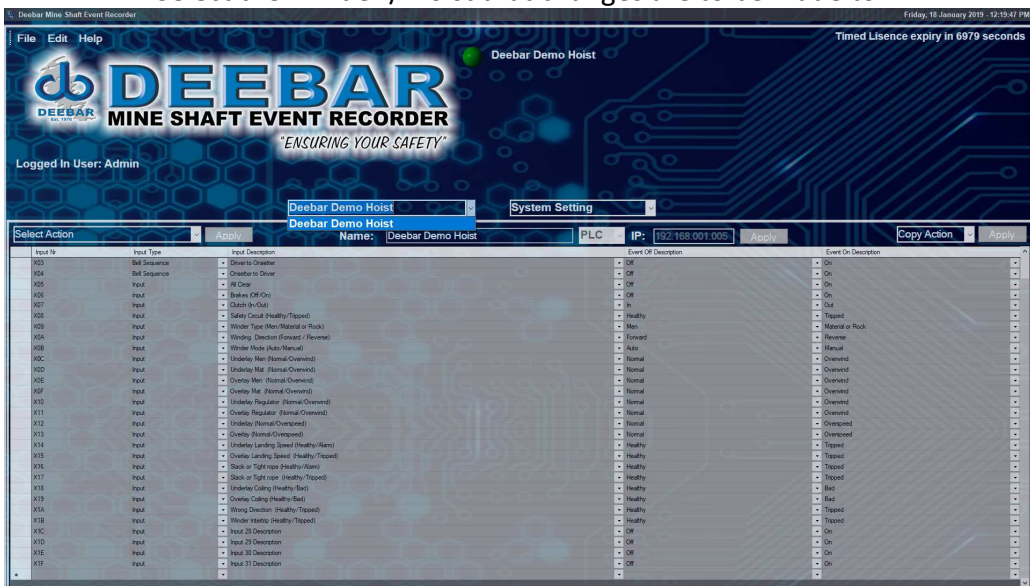 Deebar Mine Shaft Event Recorder
Friday, 18 January 2019 - 12:19:47 PM
File Edit Help
Timed Lisence expiry in 6979 seconds
Deebar Demo Hoist
db
DEEBAR
Est. 1976
DEEBAR
MINE SHAFT EVENT RECORDER
"ENSURING YOUR SAFETY"
Logged In User: Admin
Deebar Demo Hoist System Setting
Deebar Demo Hoist
Select Action Apply Name: Deebar Demo Hoist PLC IP: 192.168.001.005 Apply Copy Action Apply
Input Nr Input Type Input Description Event Off Description Event On Description
X03 Bell Sequence Driver to Onsetter Off On
X04 Bell Sequence Onsetter to Driver Off On
X05 Input All Clear Off On
X06 Input Brakes (Off/On) Off On
X07 Input Clutch (In/Out) In Out
X08 Input Safety Circuit (Healthy/Tripped) Healthy Tripped
X09 Input Winder Type (Men/Material or Rock) Men Material or Rock
X0A Input Winding Direction (Forward / Reverse) Forward Reverse
X0B Input Winder Mode (Auto/Manual) Auto Manual
X0C Input Underlay Men (Normal/Overwind) Normal Overwind
X0D Input Underlay Mat (Normal/Overwind) Normal Overwind
X0E Input Overlay Men (Normal/Overwind) Normal Overwind
X0F Input Overlay Mat (Normal/Overwind) Normal Overwind
X10 Input Underlay Regulator (Normal/Overwind) Normal Overwind
X11 Input Overlay Regulator (Normal/Overwind) Normal Overwind
X12 Input Underlay (Normal/Overspeed) Normal Overspeed
X13 Input Overlay (Normal/Overspeed) Normal Overspeed
X14 Input Underlay Landing Speed (Healthy/Alarm) Healthy Tripped
X15 Input Overlay Landing Speed (Healthy/Tripped) Healthy Tripped
X16 Input Slack or Tight rope (Healthy/Alarm) Healthy Tripped
X17 Input Slack or Tight rope (Healthy/Tripped) Healthy Tripped
X18 Input Underlay Coiling (Healthy/Bad) Healthy Bad
X19 Input Overlay Coiling (Healthy/Bad) Healthy Bad
X1A Input Wrong Direction (Healthy/Tripped) Healthy Tripped
X1B Input Winder Intertrip (Healthy/Tripped) Healthy Tripped
X1C Input Input 28 Description Off On
X1D Input Input 29 Description Off On
X1E Input Input 30 Description Off On
X1F Input Input 31 Description Off On